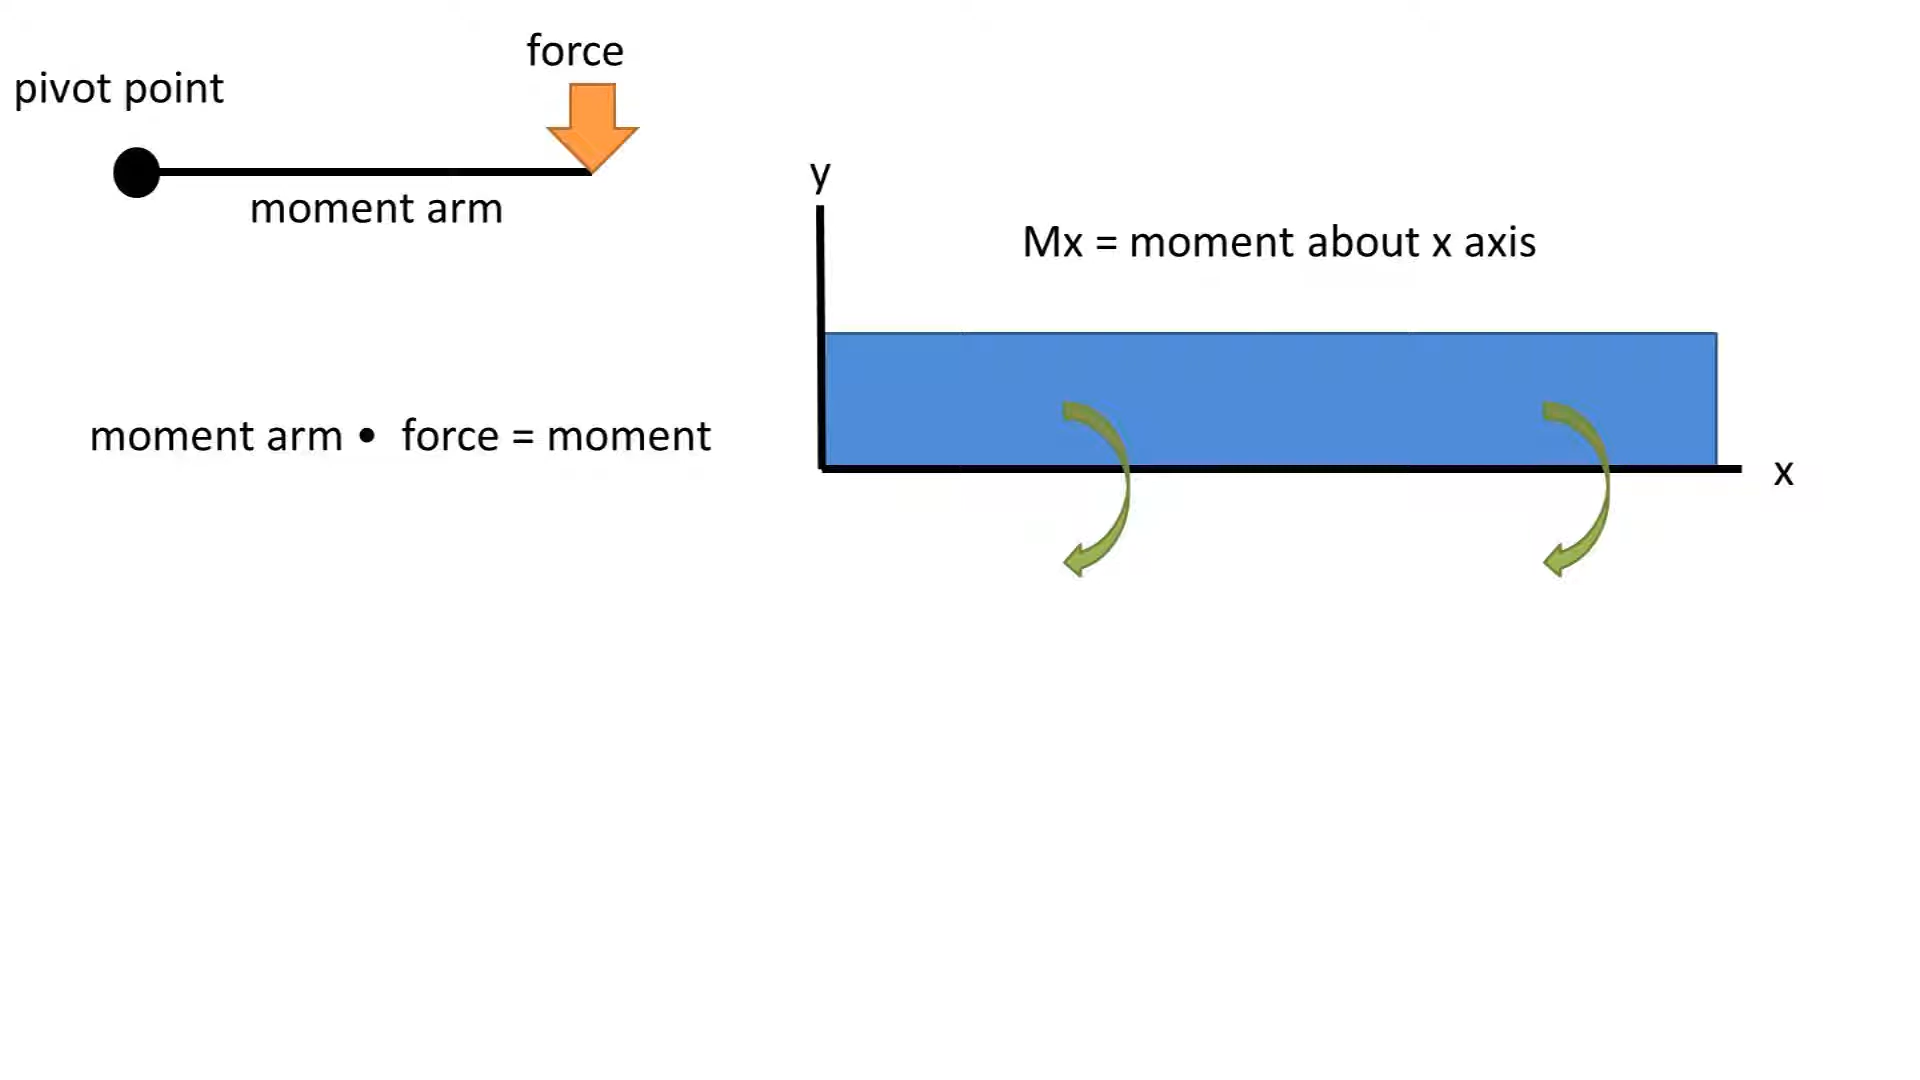 force
pivot point
moment arm
y
Mx = moment about x axis
moment arm • force = moment
x